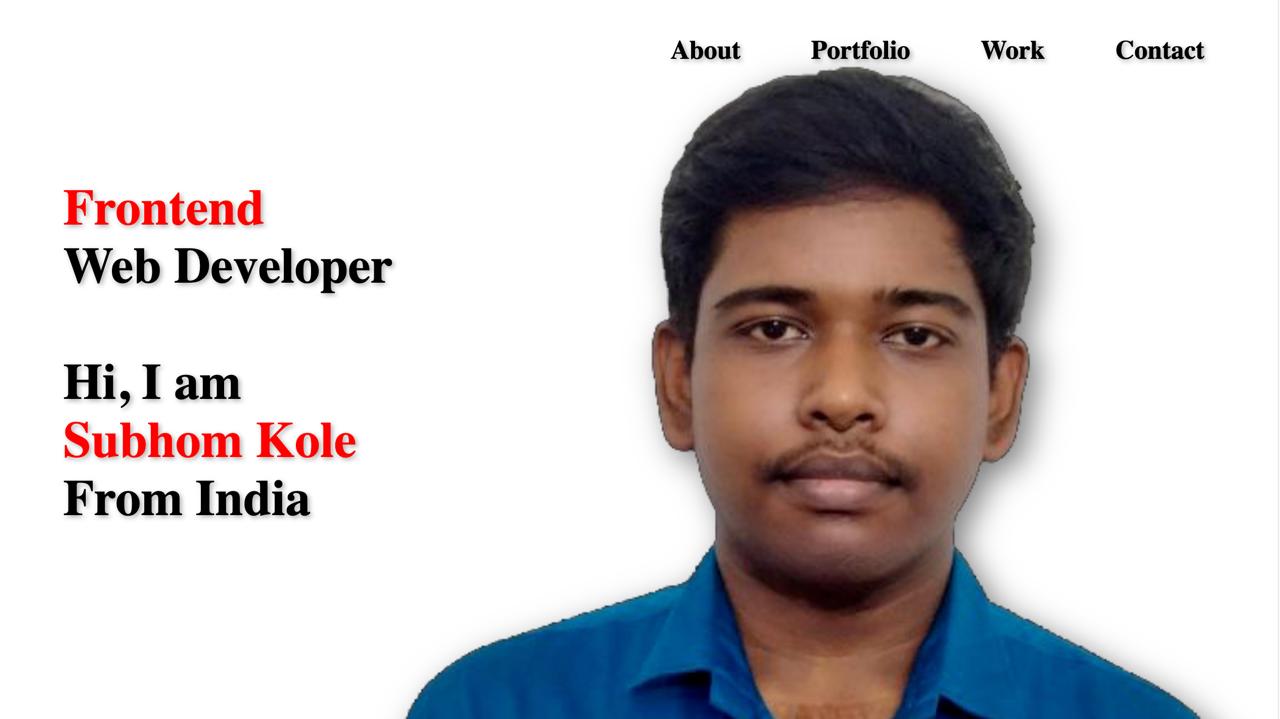 About Portfolio Work Contact
Frontend
Web Developer
Hi, I am
Subhom Kole
From India